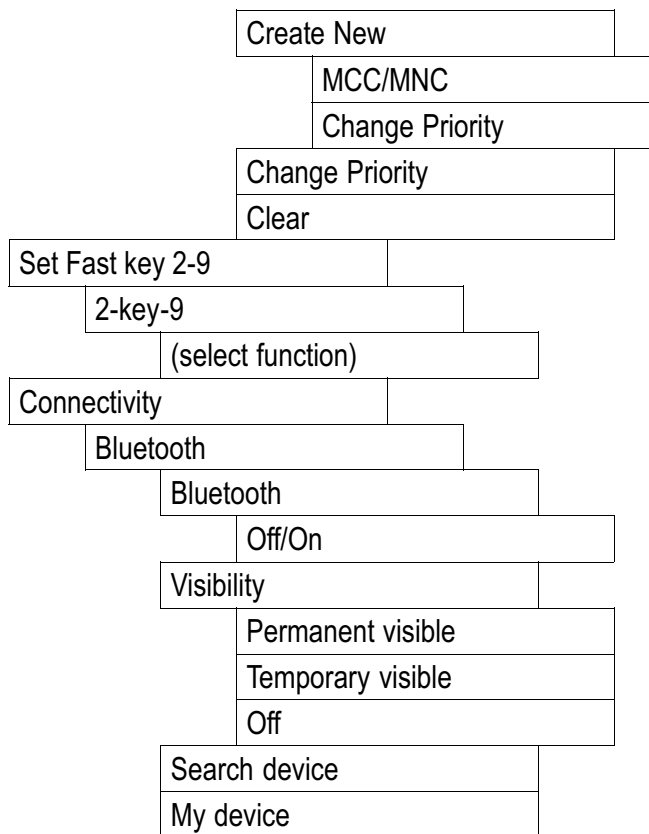 Create New
MCC/MNC
Change Priority
Change Priority
Clear
Set Fast key 2-9
2-key-9
(select function)
Connectivity
Bluetooth
Bluetooth
Off/On
Visibility
Permanent visible
Temporary visible
Off
Search device
My device